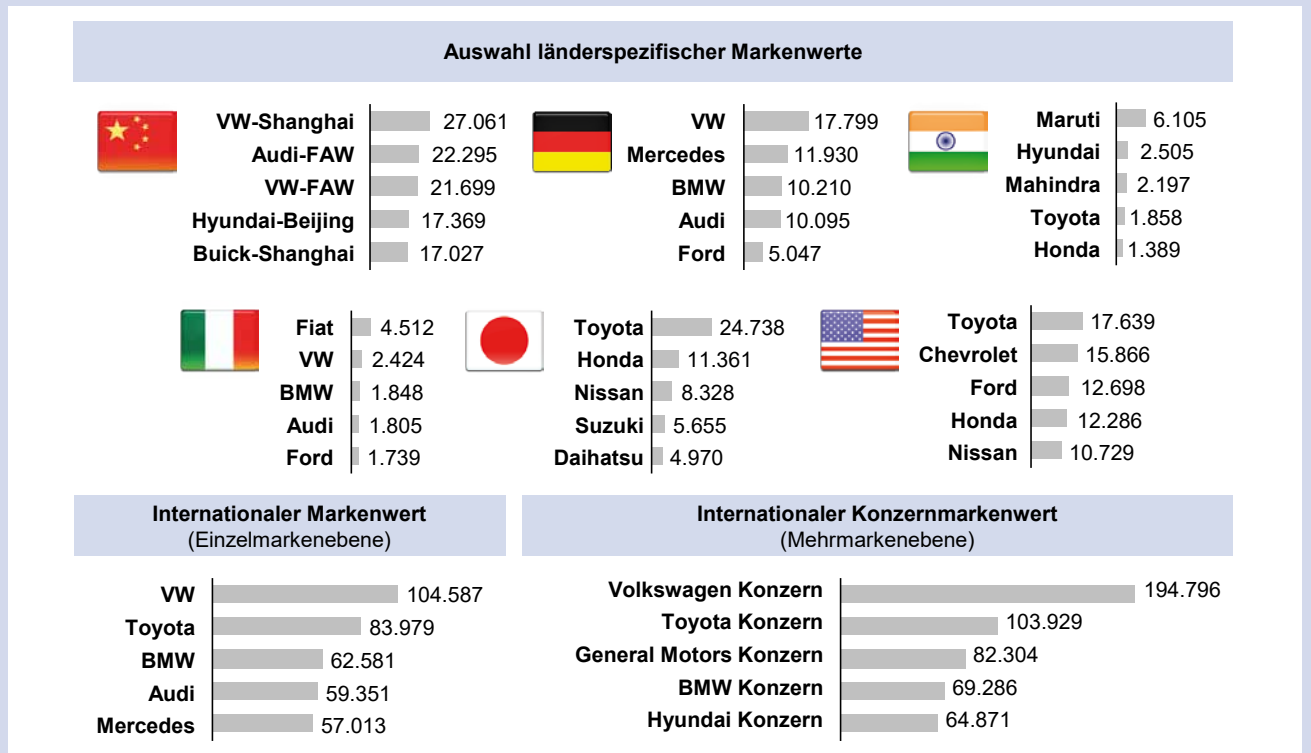 Auswahl länderspezifischer Markenwerte
VW-Shanghai 27.061
Audi-FAW 22.295
VW-FAW 21.699
Hyundai-Beijing 17.369
Buick-Shanghai 17.027
VW 17.799
Mercedes 11.930
BMW 10.210
Audi 10.095
Ford 5.047
Maruti 6.105
Hyundai 2.505
Mahindra 2.197
Toyota 1.858
Honda 1.389
Fiat 4.512
VW 2.424
BMW 1.848
Audi 1.805
Ford 1.739
Toyota 24.738
Honda 11.361
Nissan 8.328
Suzuki 5.655
Daihatsu 4.970
Toyota 17.639
Chevrolet 15.866
Ford 12.698
Honda 12.286
Nissan 10.729
Internationaler Markenwert
(Einzelmarkenebene)
VW 104.587
Toyota 83.979
BMW 62.581
Audi 59.351
Mercedes 57.013
Internationaler Konzernmarkenwert
(Mehrmarkenebene)
Volkswagen Konzern 194.796
Toyota Konzern 103.929
General Motors Konzern 82.304
BMW Konzern 69.286
Hyundai Konzern 64.871